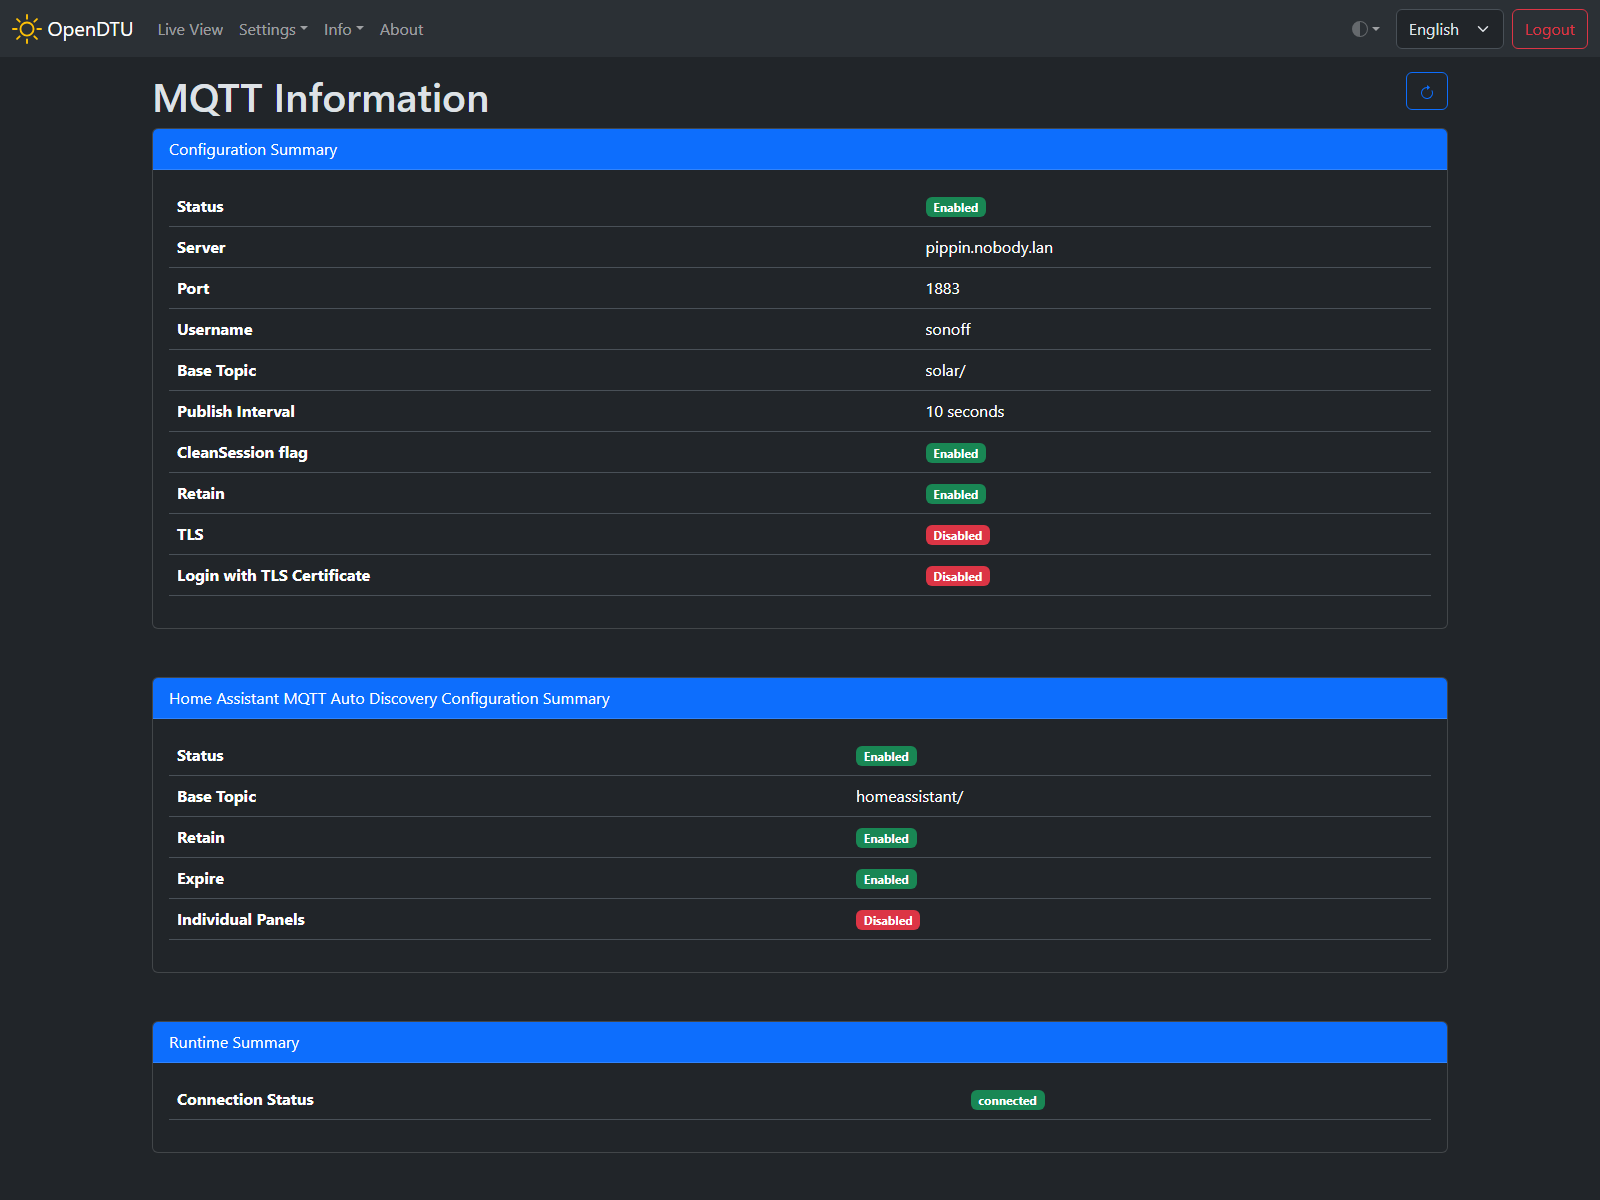 OpenDTU Live View Settings Info About English Logout
MQTT Information
Configuration Summary
Status Enabled
Server pippin.nobody.lan
Port 1883
Username sonoff
Base Topic solar/
Publish Interval 10 seconds
CleanSession flag Enabled
Retain Enabled
TLS Disabled
Login with TLS Certificate Disabled
Home Assistant MQTT Auto Discovery Configuration Summary
Status Enabled
Base Topic homeassistant/
Retain Enabled
Expire Enabled
Individual Panels Disabled
Runtime Summary
Connection Status connected